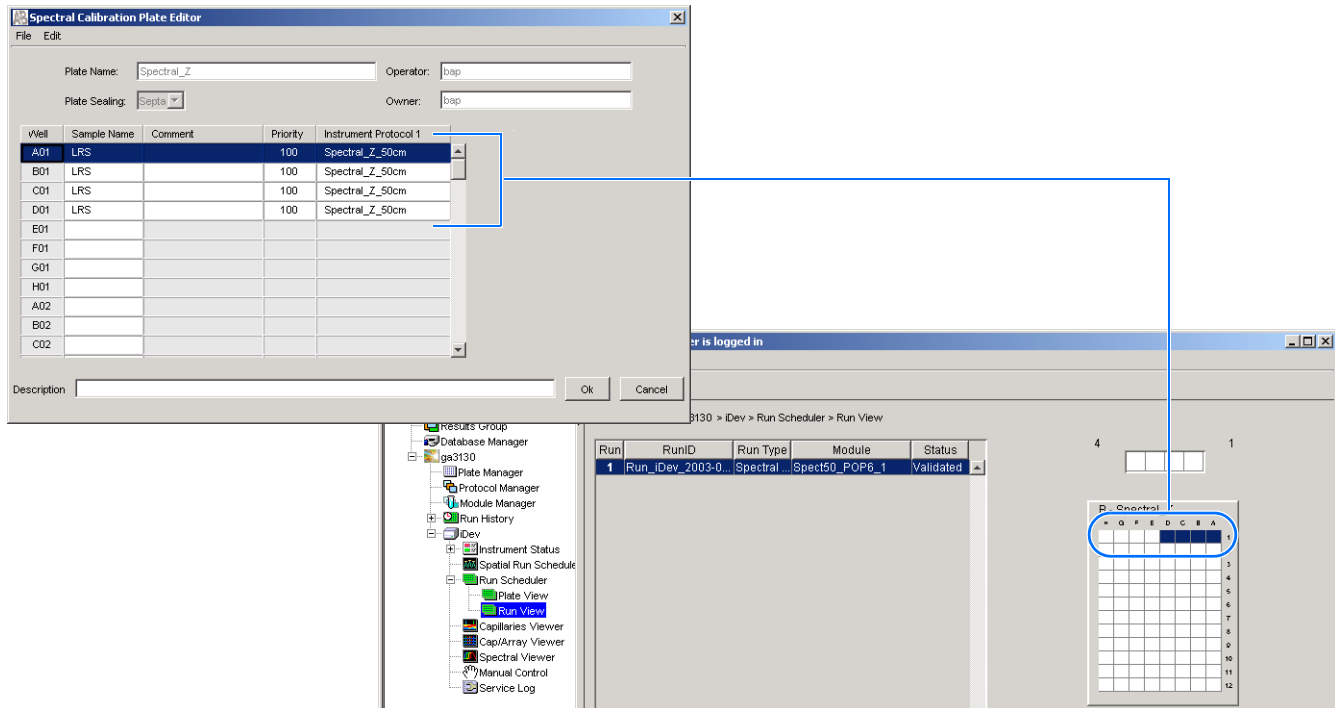 Spectral Calibration Plate Editor
File Edit
Plate Name: Spectral_Z Operator: bap
Plate Sealing: Septa Owner: bap
Well Sample Name Comment Priority Instrument Protocol 1
A01 LRS 100 Spectral_Z_50cm
B01 LRS 100 Spectral_Z_50cm
C01 LRS 100 Spectral_Z_50cm
D01 LRS 100 Spectral_Z_50cm
E01
F01
G01
H01
A02
B02
C02
Description Ok Cancel
er is logged in
3130 > iDev > Run Scheduler > Run View
Results Group
Database Manager
ga3130
Plate Manager
Protocol Manager
Module Manager
Run History
iDev
Instrument Status
Spatial Run Schedule
Run Scheduler
Plate View
Run View
Capillaries Viewer
Cap/Array Viewer
Spectral Viewer
Manual Control
Service Log
Run RunID Run Type Module Status
1 Run_iDev_2003-0... Spectral ... Spect50_POP6_1 Validated
4 1
B - Spectral_Z
G F E D C B A
1
3
4
5
6
7
8
9
10
11
12